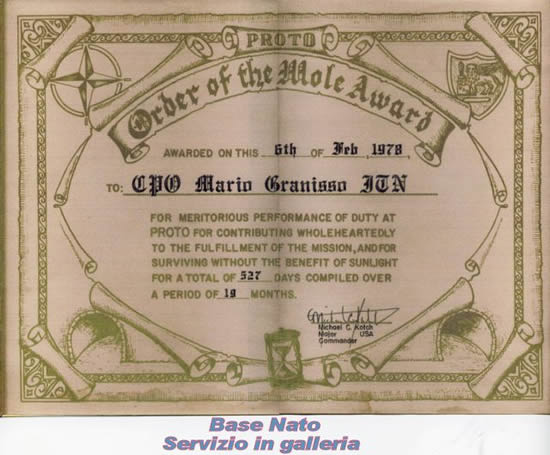 PROTO
Order of the Mole Award
AWARDED ON THIS 6th OF Feb, 1978,
TO: CPO Mario Granisso ITN
FOR MERITORIOUS PERFORMANCE OF DUTY AT
PROTO FOR CONTRIBUTING WHOLEHEARTEDLY
TO THE FULFILLMENT OF THE MISSION, AND FOR
SURVIVING WITHOUT THE BENEFIT OF SUNLIGHT
FOR A TOTAL OF 527 DAYS COMPILED OVER
A PERIOD OF 19 MONTHS.
Michael C. Kotch
Major USA
Commander
Base Nato
Servizio in galleria